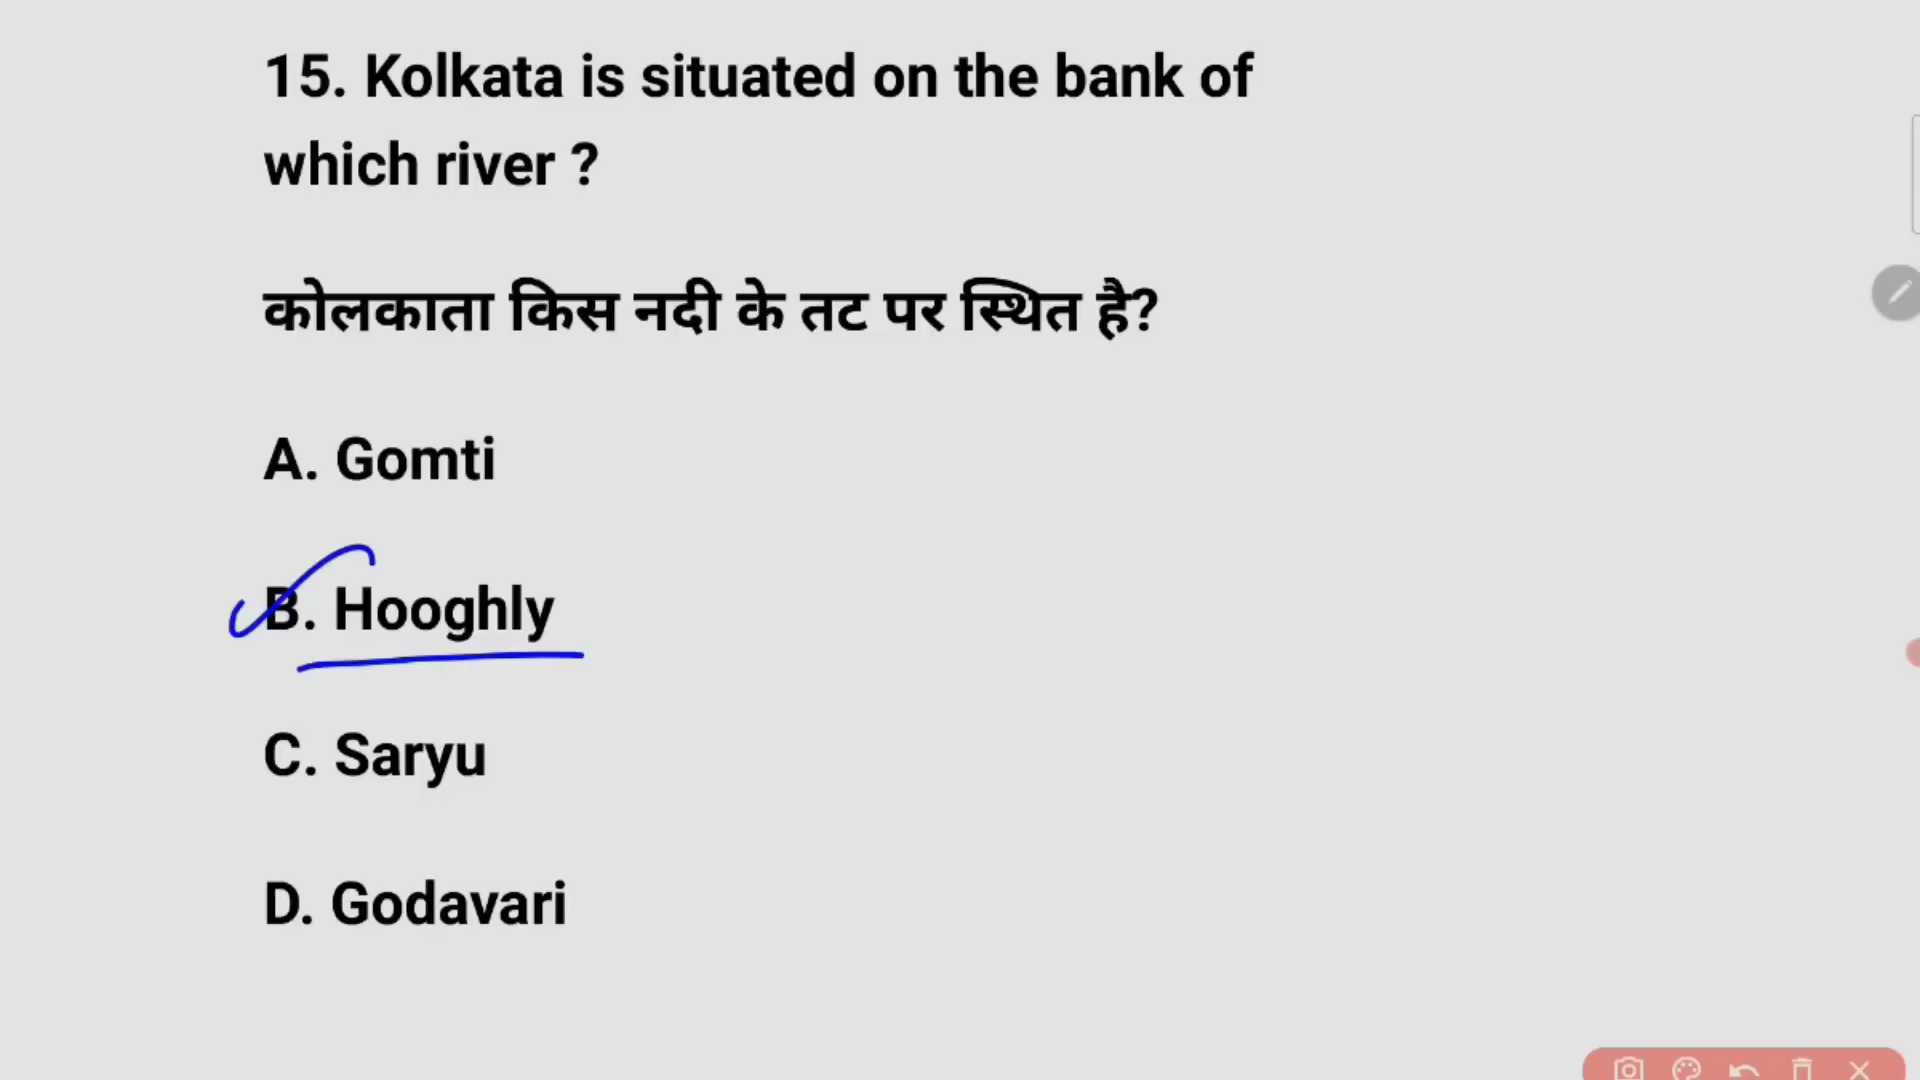 15. Kolkata is situated on the bank of
which river ?
कोलकाता किस नदी के तट पर स्थित है?
A. Gomti
B. Hooghly
C. Saryu
D. Godavari